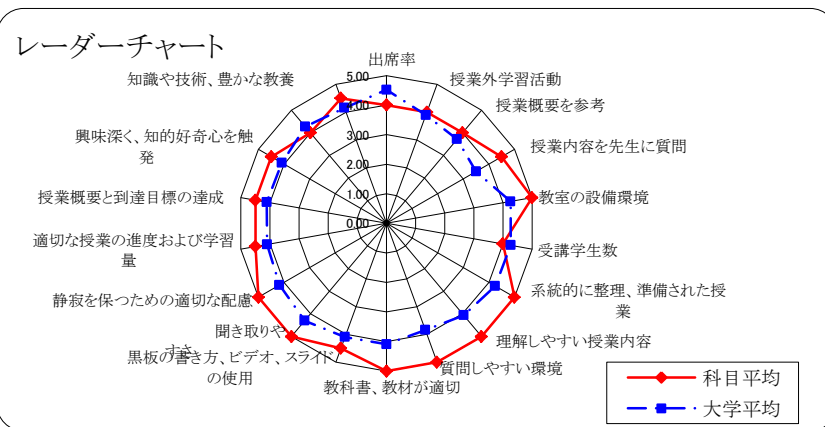 レーダーチャート
出席率
授業外学習活動
授業概要を参考
授業内容を先生に質問
教室の設備環境
受講学生数
系統的に整理、準備された授
業
理解しやすい授業内容
質問しやすい環境
教科書、教材が適切
黒板の書き方、ビデオ、スライド
の使用
聞き取りや
すさ
静寂を保つための適切な配慮
適切な授業の進度および学習
量
授業概要と到達目標の達成
興味深く、知的好奇心を触
発
知識や技術、豊かな教養
5.00
4.00
3.00
2.00
1.00
0.00
科目平均
大学平均